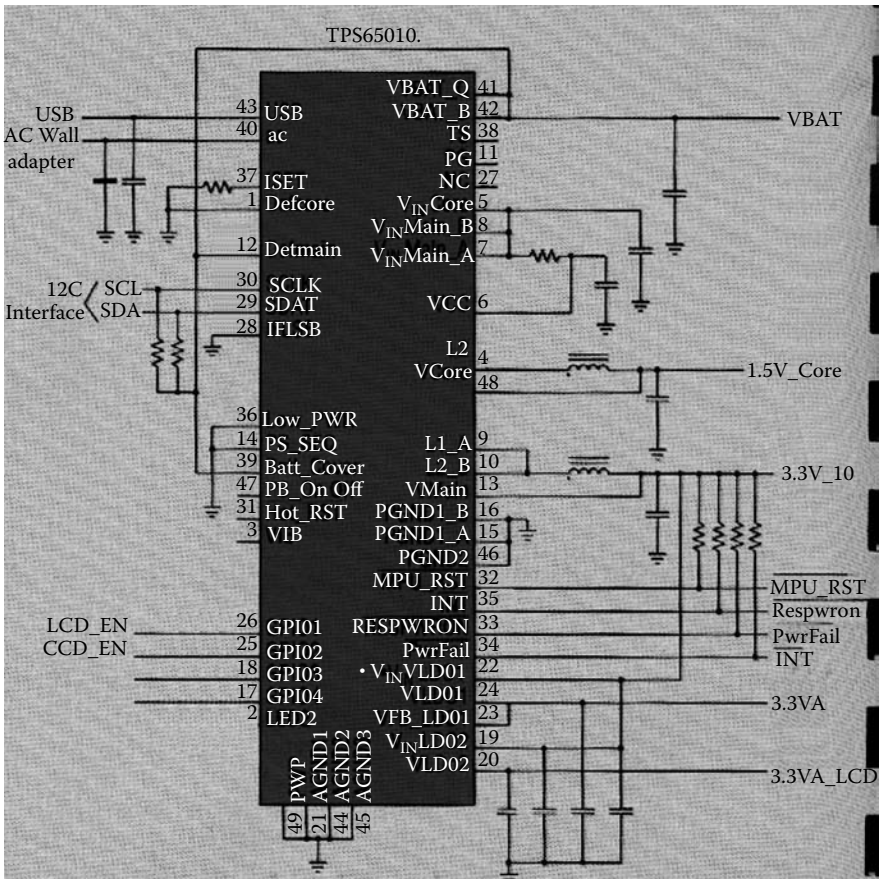 TPS65010.
USB
AC Wall
adapter
43
USB
40
ac
37
ISET
1
Defcore
12
Detmain
12C
Interface
SCL
SDA
30
SCLK
29
SDAT
28
IFLSB
36
Low_PWR
14
PS_SEQ
39
Batt_Cover
47
PB_On Off
31
Hot_RST
3
VIB
LCD_EN
CCD_EN
26
GPI01
25
GPI02
18
GPI03
17
GPI04
2
LED2
PWP
AGND1
AGND2
AGND3
49
21
44
45
VBAT_Q
41
VBAT_B
42
VBAT
TS
38
PG
11
NC
27
VINCore
5
VINMain_B
8
VINMain_A
7
VCC
6
L2
4
VCore
48
1.5V_Core
L1_A
9
L2_B
10
3.3V_10
VMain
13
PGND1_B
16
PGND1_A
15
PGND2
46
MPU_RST
32
MPU_RST
INT
35
Respwron
RESPWRON
33
PwrFail
PwrFail
34
INT
VINVLD01
22
VLD01
24
3.3VA
VFB_LD01
23
VINLD02
19
VLD02
20
3.3VA_LCD